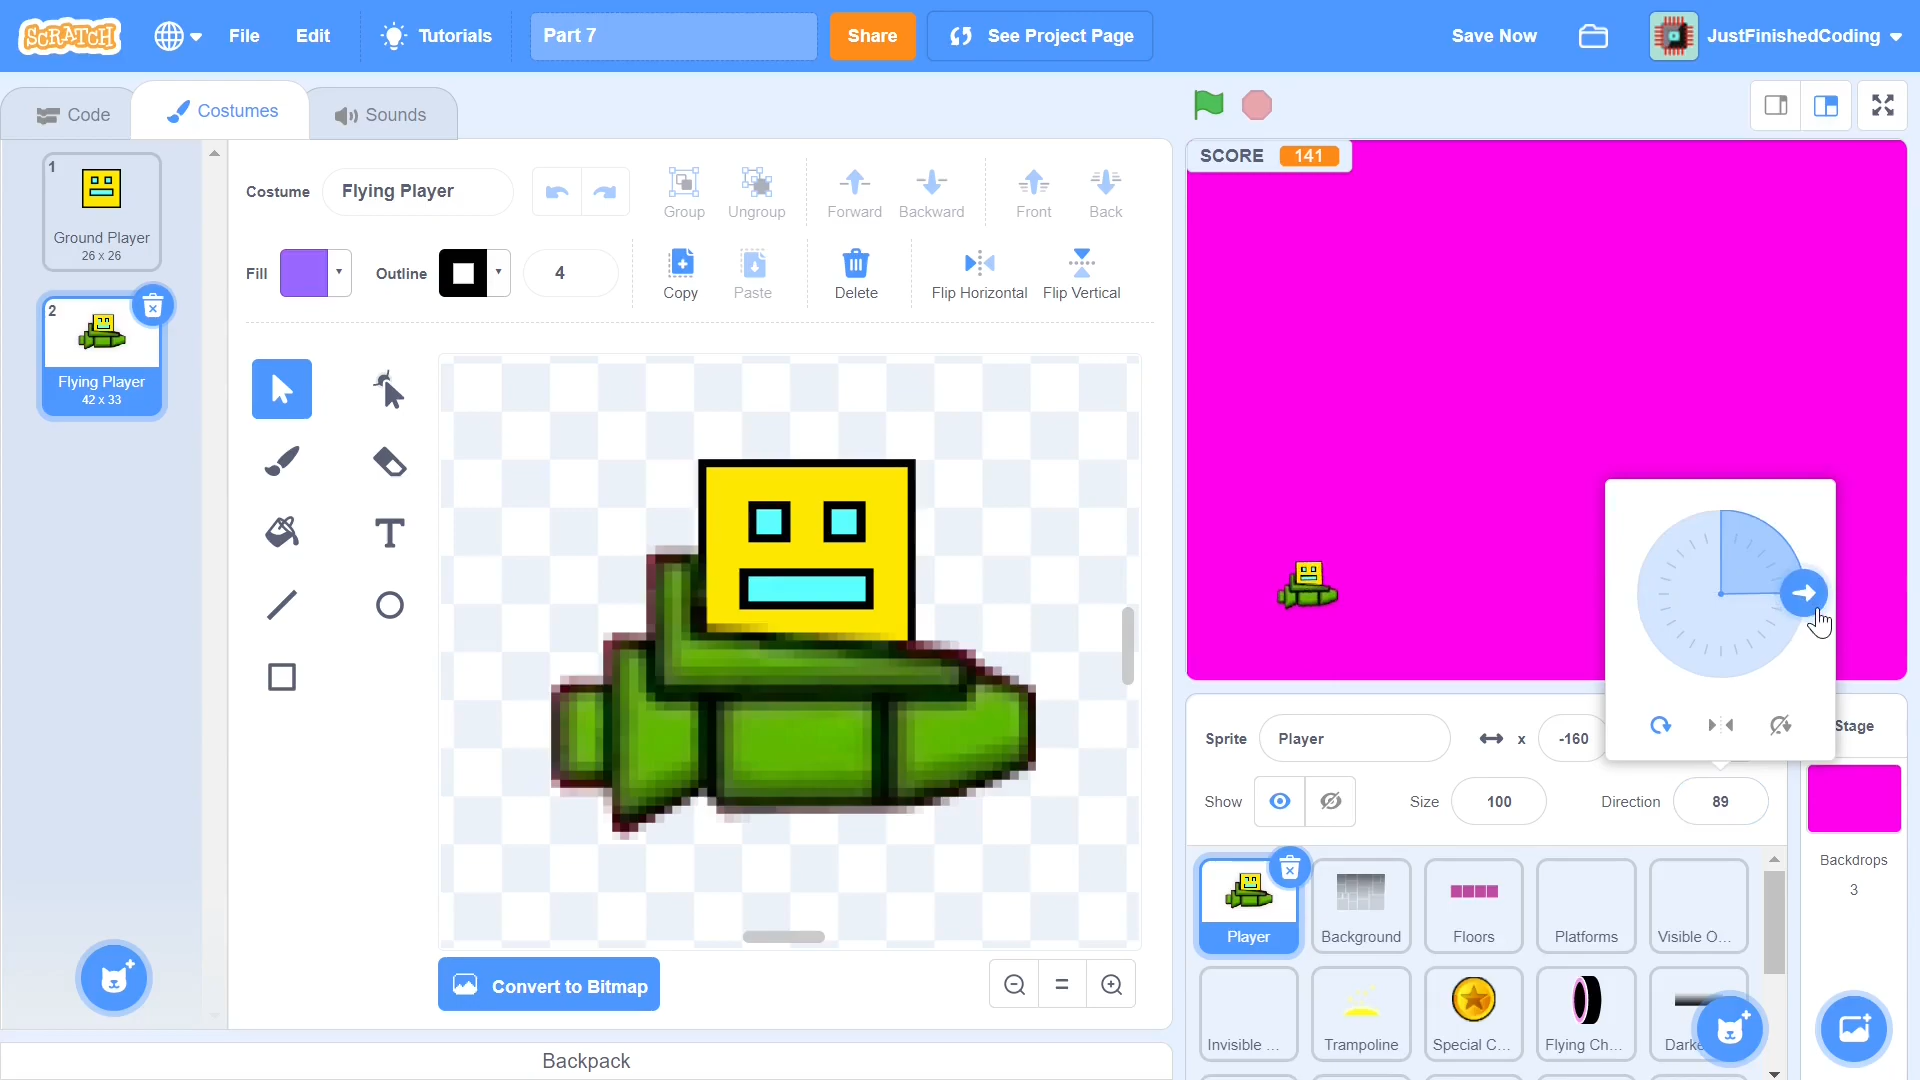 SCRATCH
File
Edit
Tutorials
Part 7
Share
See Project Page
Save Now
JustFinishedCoding
Code
Costumes
Sounds
1
Ground Player
26 x 26
2
Flying Player
42 x 33
Costume
Flying Player
Group
Ungroup
Forward
Backward
Front
Back
Fill
Outline
4
Copy
Paste
Delete
Flip Horizontal
Flip Vertical
Convert to Bitmap
Backpack
SCORE 141
Sprite
Player
x
-160
Show
Size
100
Direction
89
Stage
Backdrops
3
Player
Background
Floors
Platforms
Visible O...
Invisible ...
Trampoline
Special C...
Flying Ch...
Darke